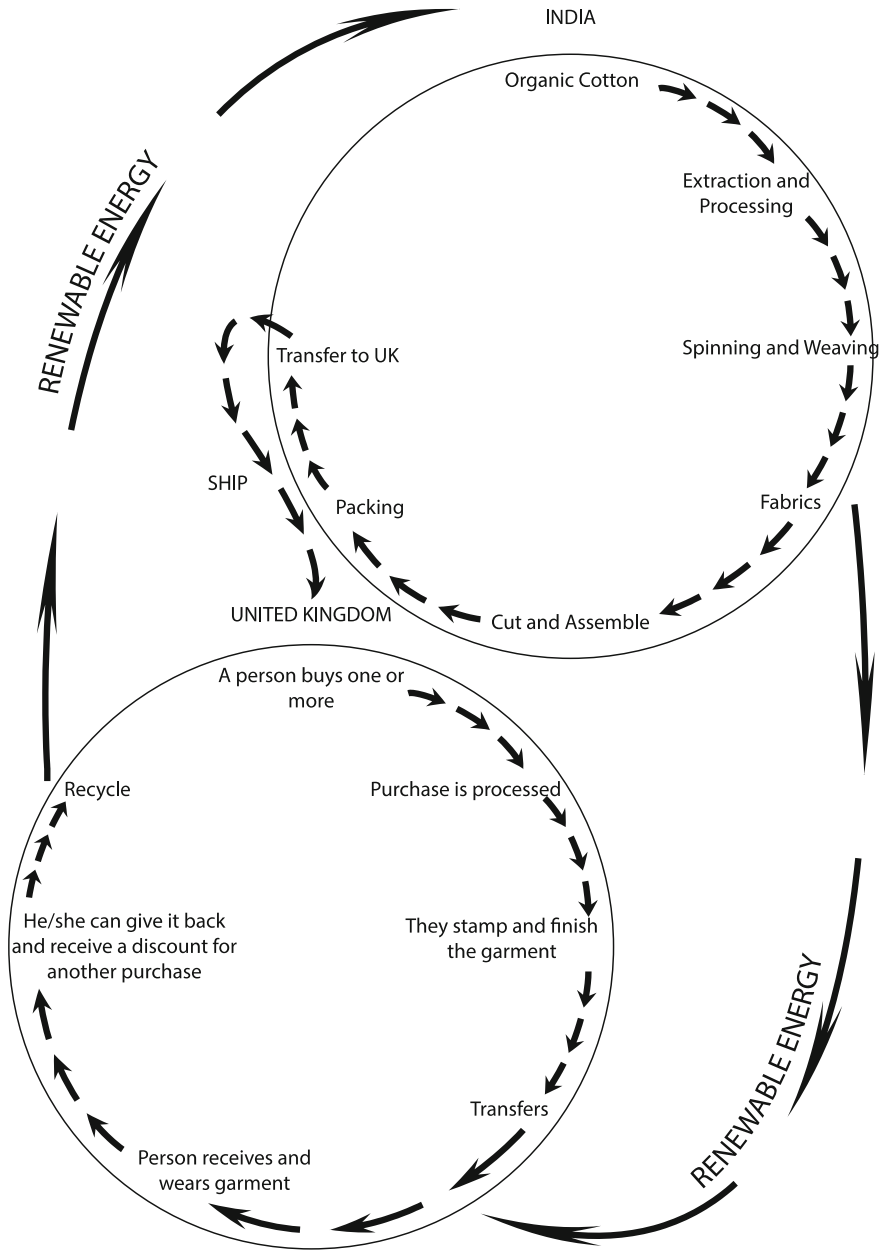 INDIA
Organic Cotton
Extraction and
Processing
Spinning and Weaving
Fabrics
Cut and Assemble
Packing
Transfer to UK
SHIP
UNITED KINGDOM
A person buys one or
more
Purchase is processed
They stamp and finish
the garment
Transfers
Person receives and
wears garment
He/she can give it back
and receive a discount for
another purchase
Recycle
RENEWABLE ENERGY
RENEWABLE ENERGY